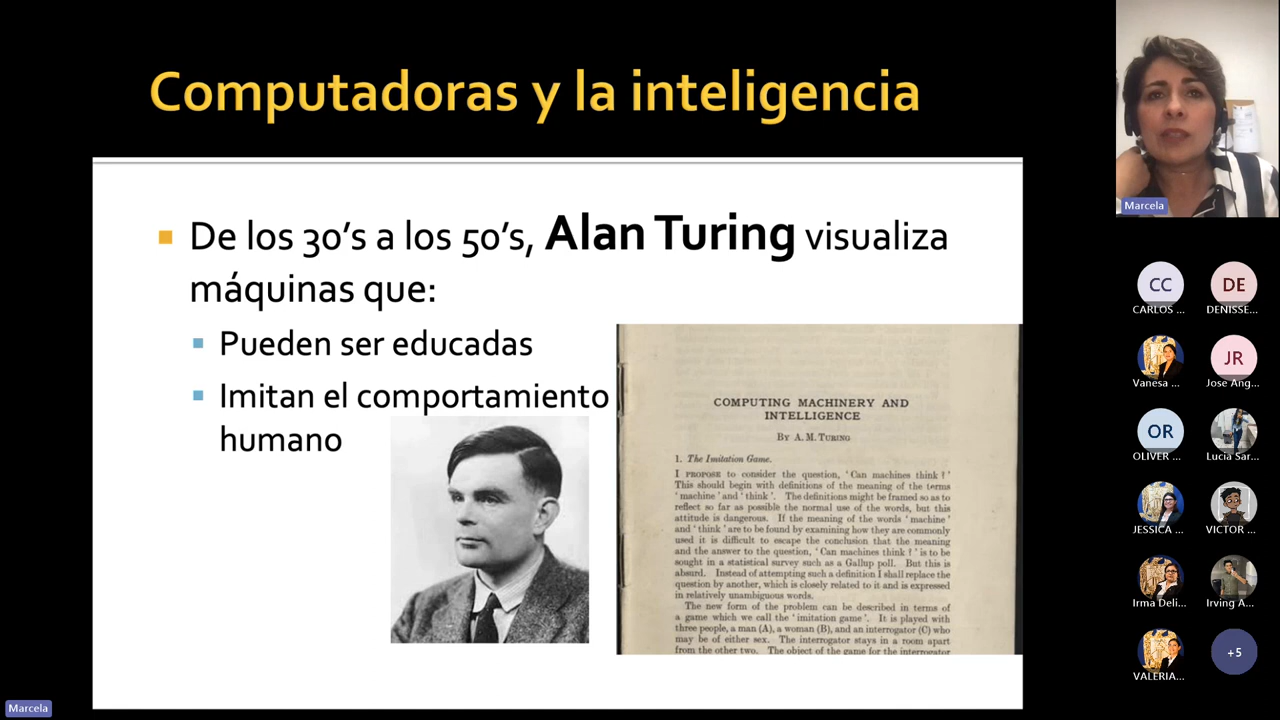 Computadoras y la inteligencia
De los 30's a los 50's, Alan Turing visualiza
máquinas que:
Pueden ser educadas
Imitan el comportamiento
humano
COMPUTING MACHINERY AND
INTELLIGENCE
BY A. M. TURING
1. The Imitation Game.
I PROPOSE to consider the question, 'Can machines think?'
This should begin with definitions of the meaning of the terms
'machine' and 'think'. The definitions might be framed so as to
reflect so far as possible the normal use of the words, but this
attitude is dangerous. If the meaning of the words 'machine'
and 'think' are to be found by examining how they are commonly
used it is difficult to escape the conclusion that the meaning
and the answer to the question, 'Can machines think?' is to be
sought in a statistical survey such as a Gallup poll. But this is
absurd. Instead of attempting such a definition I shall replace the
question by another, which is closely related to it and is expressed
in relatively unambiguous words.
The new form of the problem can be described in terms of
a game which we call the 'imitation game'. It is played with
three people, a man (A), a woman (B), and an interrogator (C) who
may be of either sex. The interrogator stays in a room apart
from the other two. The object of the game for the interrogator
Marcela
CC
DE
CARLOS ...
DENISSE...
JR
Vanesa ...
Jose Ang...
OR
OLIVER ...
Lucia Sar...
JESSICA ...
VICTOR ...
Irma Deli...
Irving A...
+5
VALERIA...
Marcela